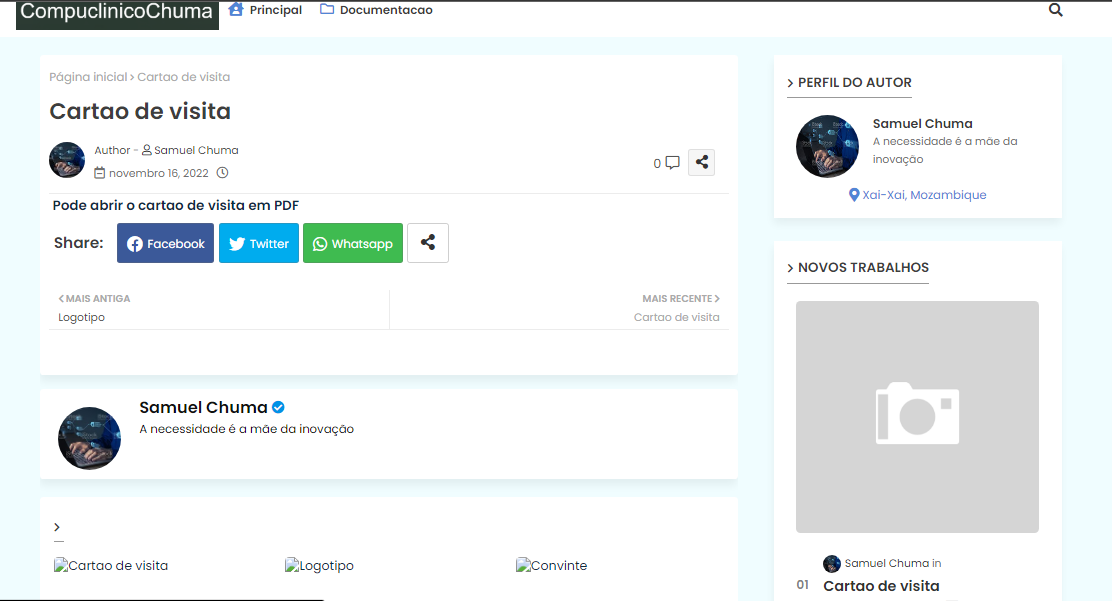 CompuclinicoChuma
Principal
Documentacao
Página inicial › Cartao de visita
Cartao de visita
Author - Samuel Chuma
novembro 16, 2022
0
Pode abrir o cartao de visita em PDF
Share:
Facebook
Twitter
Whatsapp
MAIS ANTIGA
Logotipo
MAIS RECENTE
Cartao de visita
Samuel Chuma
A necessidade é a mãe da inovação
Cartao de visita
Logotipo
Convinte
PERFIL DO AUTOR
Samuel Chuma
A necessidade é a mãe da
inovação
Xai-Xai, Mozambique
NOVOS TRABALHOS
Samuel Chuma in
01
Cartao de visita